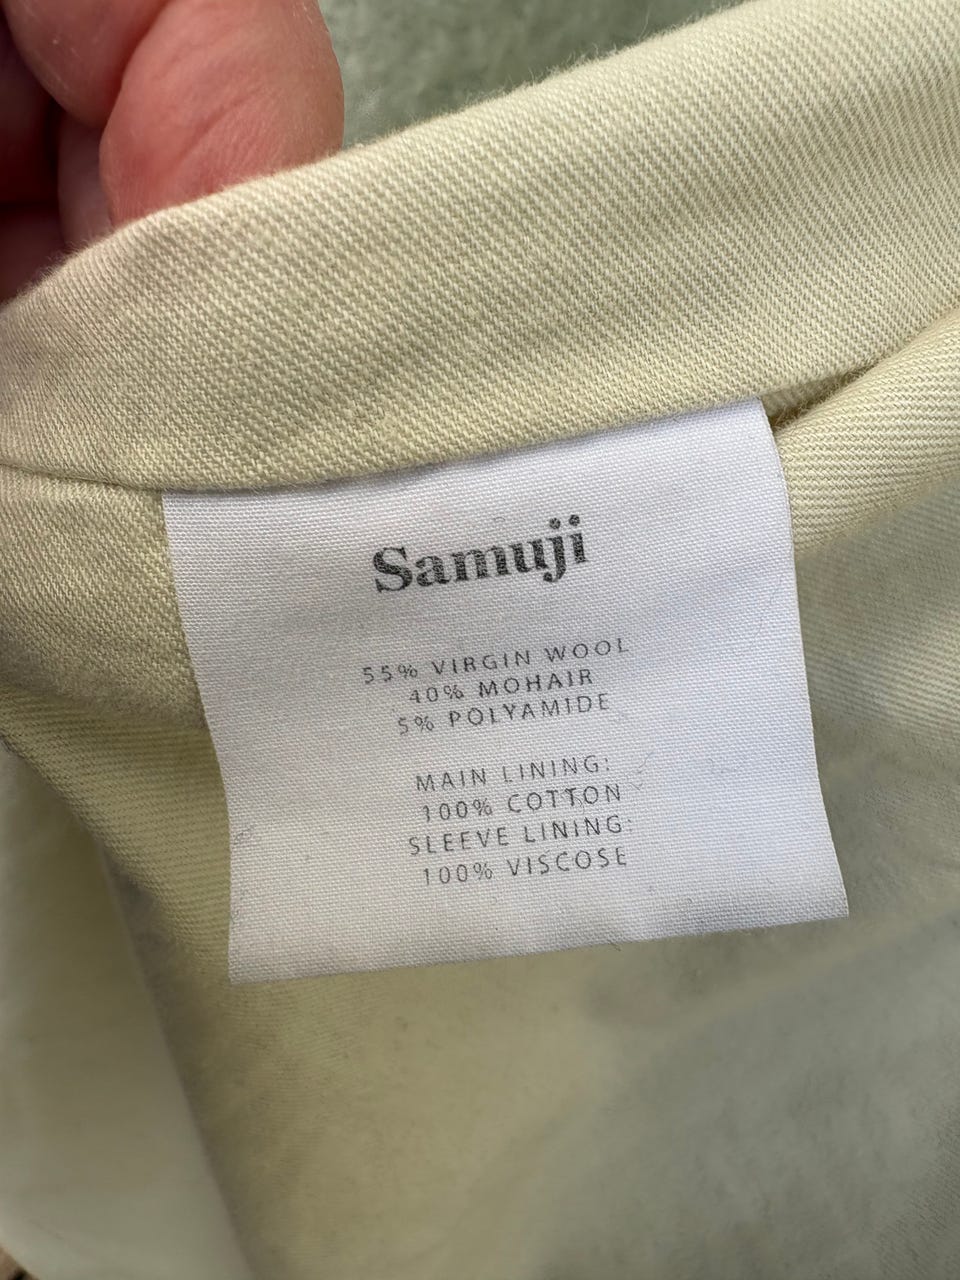 Samuji
55% VIRGIN WOOL
40% MOHAIR
5% POLYAMIDE
MAIN LINING:
100% COTTON
SLEEVE LINING:
100% VISCOSE